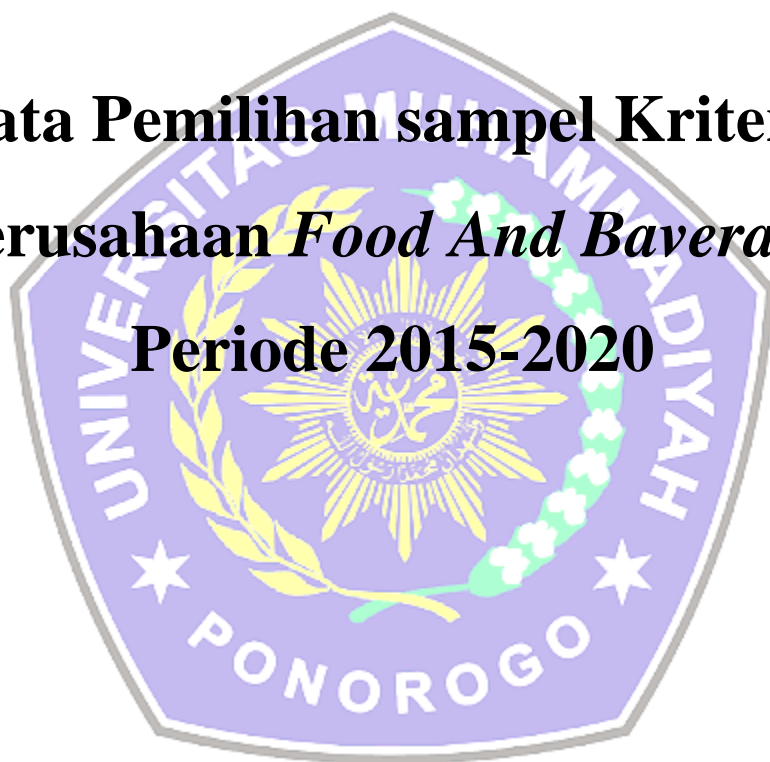 ata Pemilihan sampel Kriter
erusahaan Food And Bavera
Periode 2015-2020
UNIVERSITAS MUHAMMADIYAH
PONOROGO